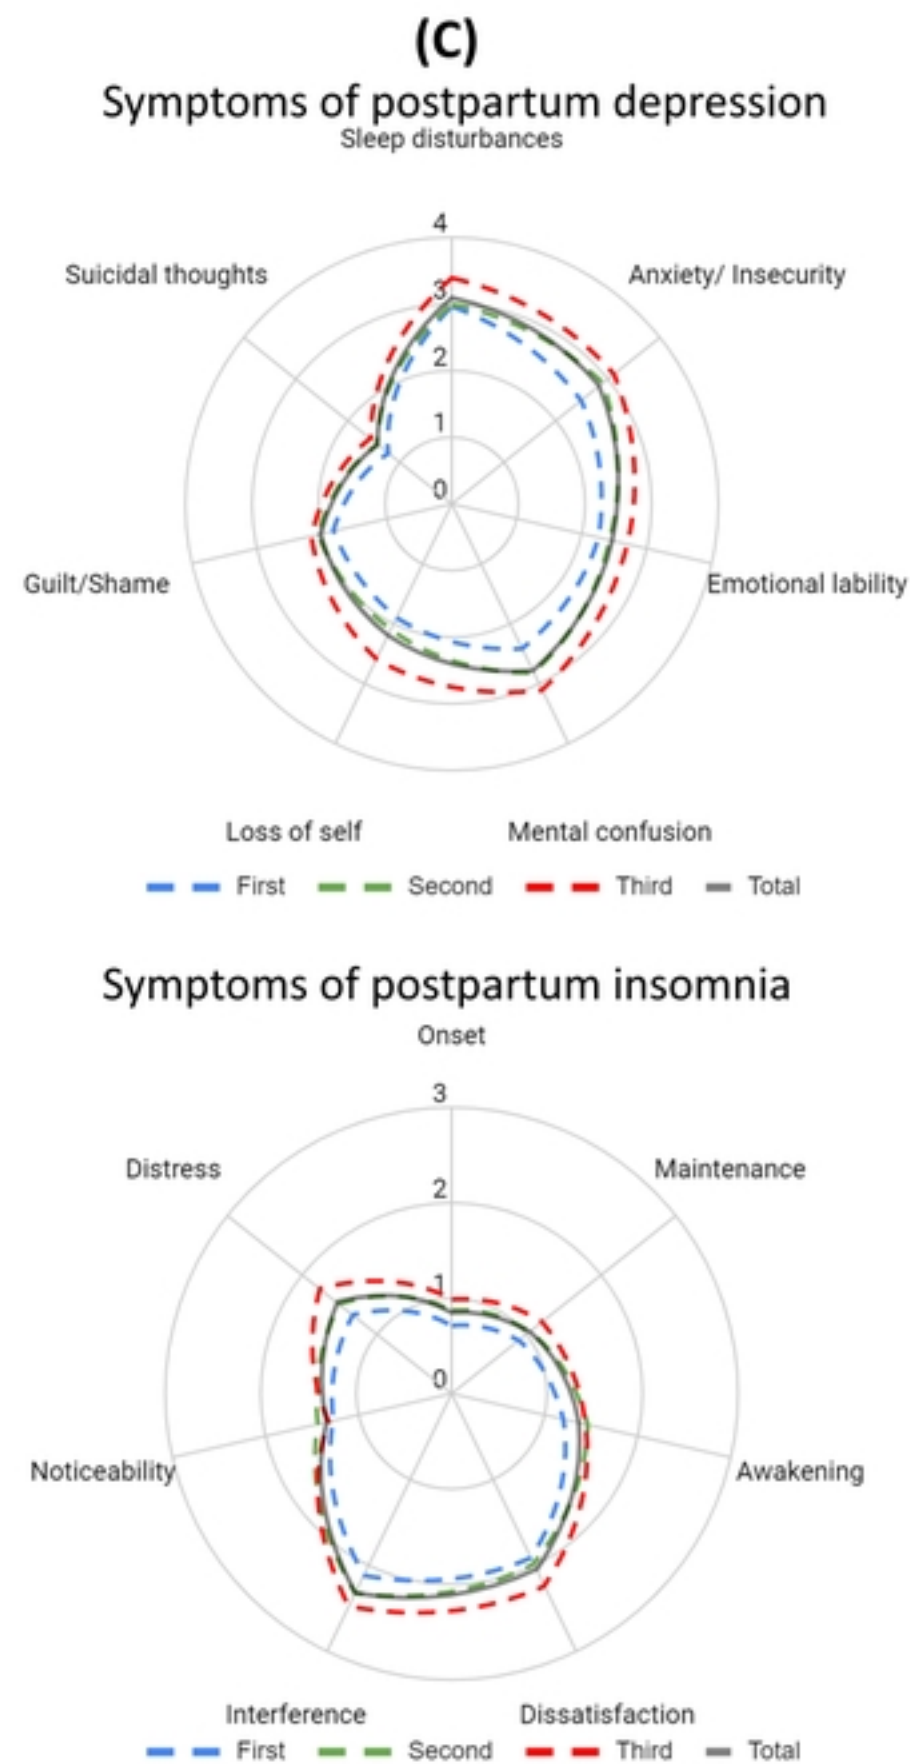 (C)
Symptoms of postpartum depression
Sleep disturbances
4
Suicidal thoughts
Anxiety/ Insecurity
3
2
1
0
Guilt/Shame
Emotional lability
Loss of self
Mental confusion
First Second Third Total
Symptoms of postpartum insomnia
Onset
3
Distress
Maintenance
2
1
0
Noticeability
Awakening
Interference
Dissatisfaction
First Second Third Total